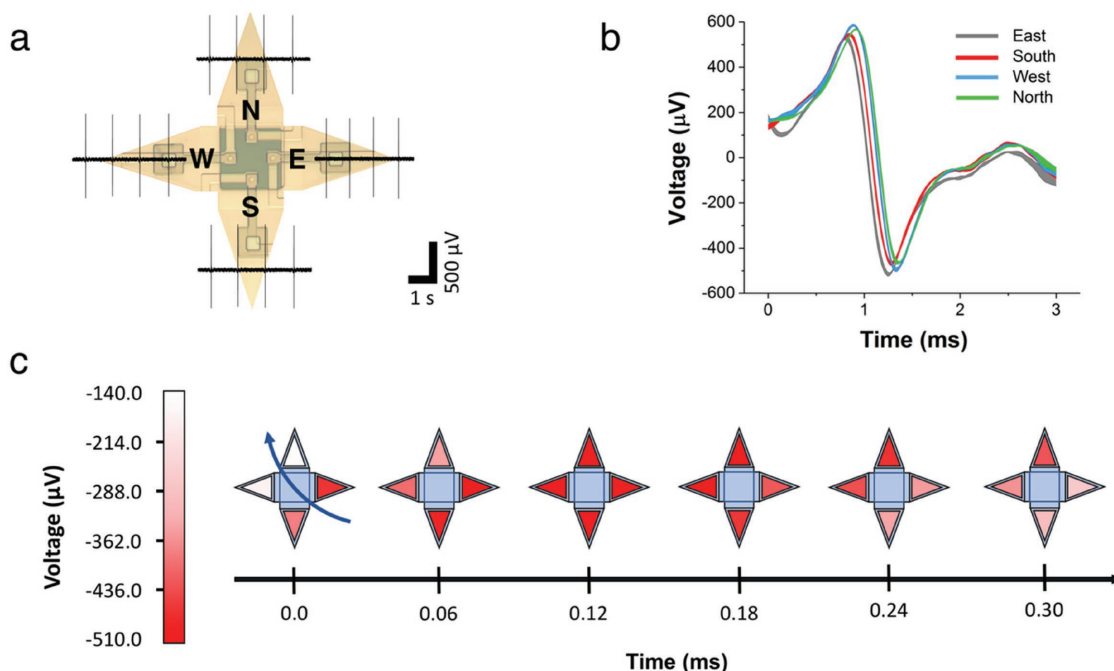 a
N
W
E
S
500 µV
1 s
b
600
400
200
0
-200
-400
-600
Voltage (µV)
0
1
2
3
Time (ms)
East
South
West
North
c
-140.0
-214.0
-288.0
-362.0
-436.0
-510.0
Voltage (µV)
0.0
0.06
0.12
0.18
0.24
0.30
Time (ms)